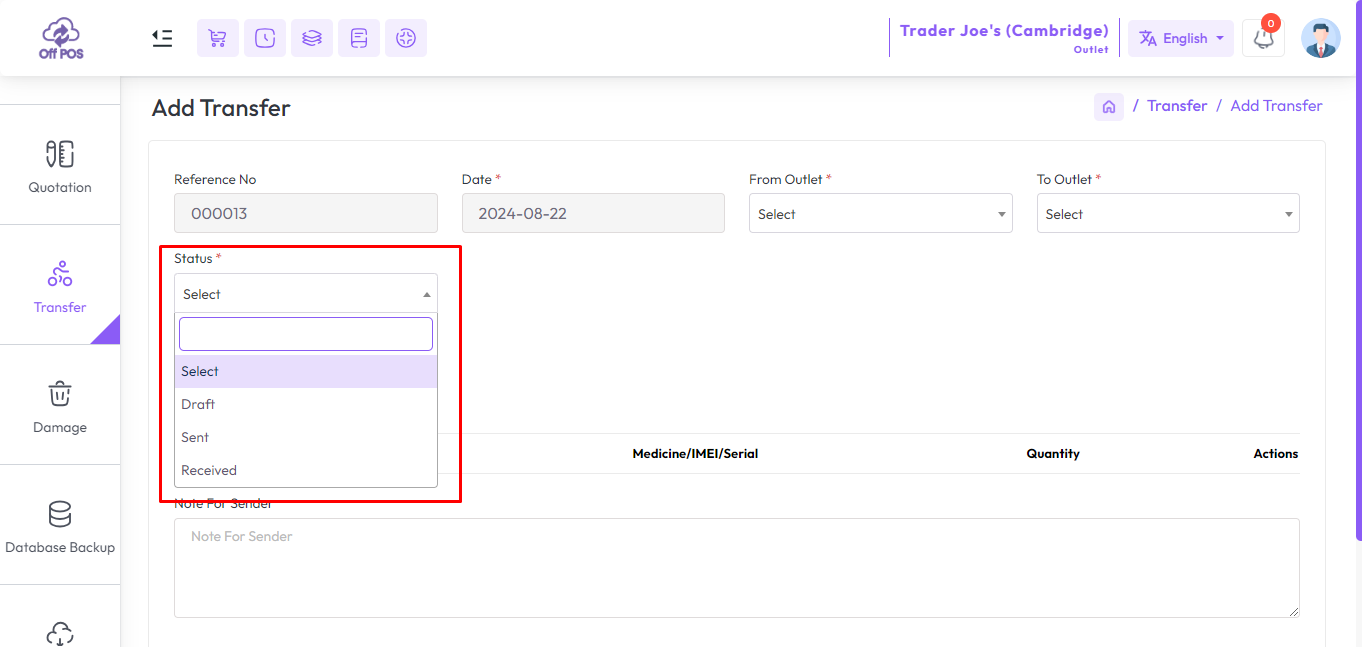 Off POS
Trader Joe's (Cambridge)
Outlet
English
0
Add Transfer
/ Transfer / Add Transfer
Quotation
Transfer
Damage
Database Backup
Reference No
000013
Date *
2024-08-22
From Outlet *
Select
To Outlet *
Select
Status *
Select
Select
Draft
Sent
Received
Medicine/IMEI/Serial Quantity Actions
Note For Sender
Note For Sender